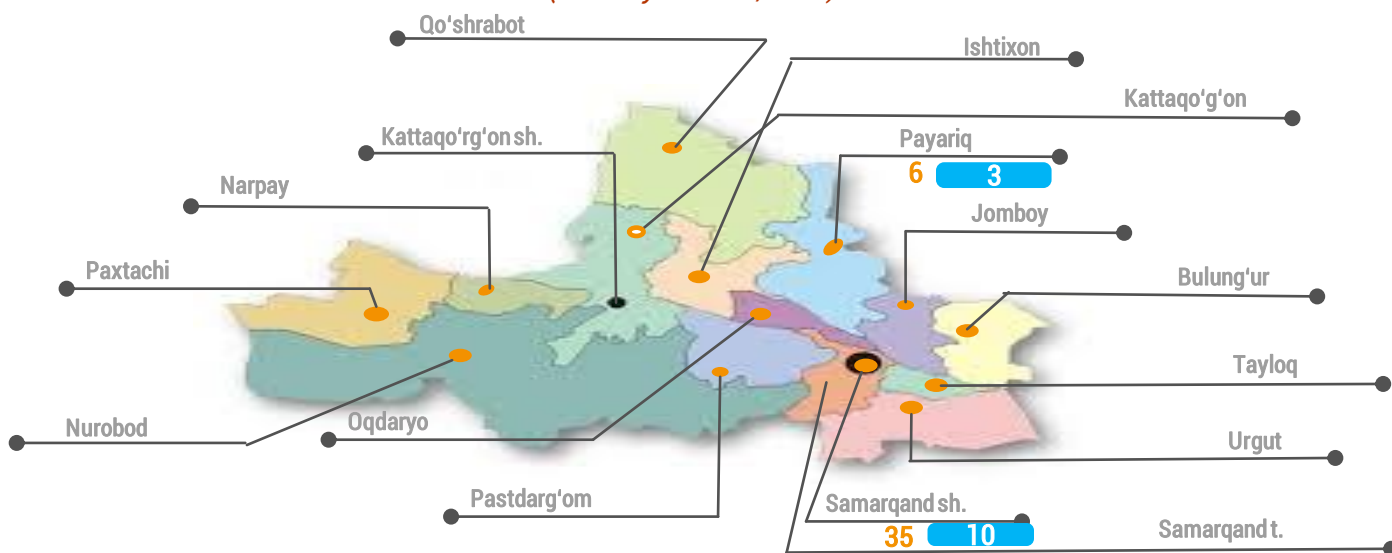 Qo‘shrabot
Ishtixon
Kattaqo‘g‘on
Kattaqo‘rg‘on sh.
Payariq
6 3
Narpay
Jomboy
Paxtachi
Bulung‘ur
Tayloq
Nurobod
Oqdaryo
Urgut
Pastdarg‘om
Samarqand sh.
35 10
Samarqand t.